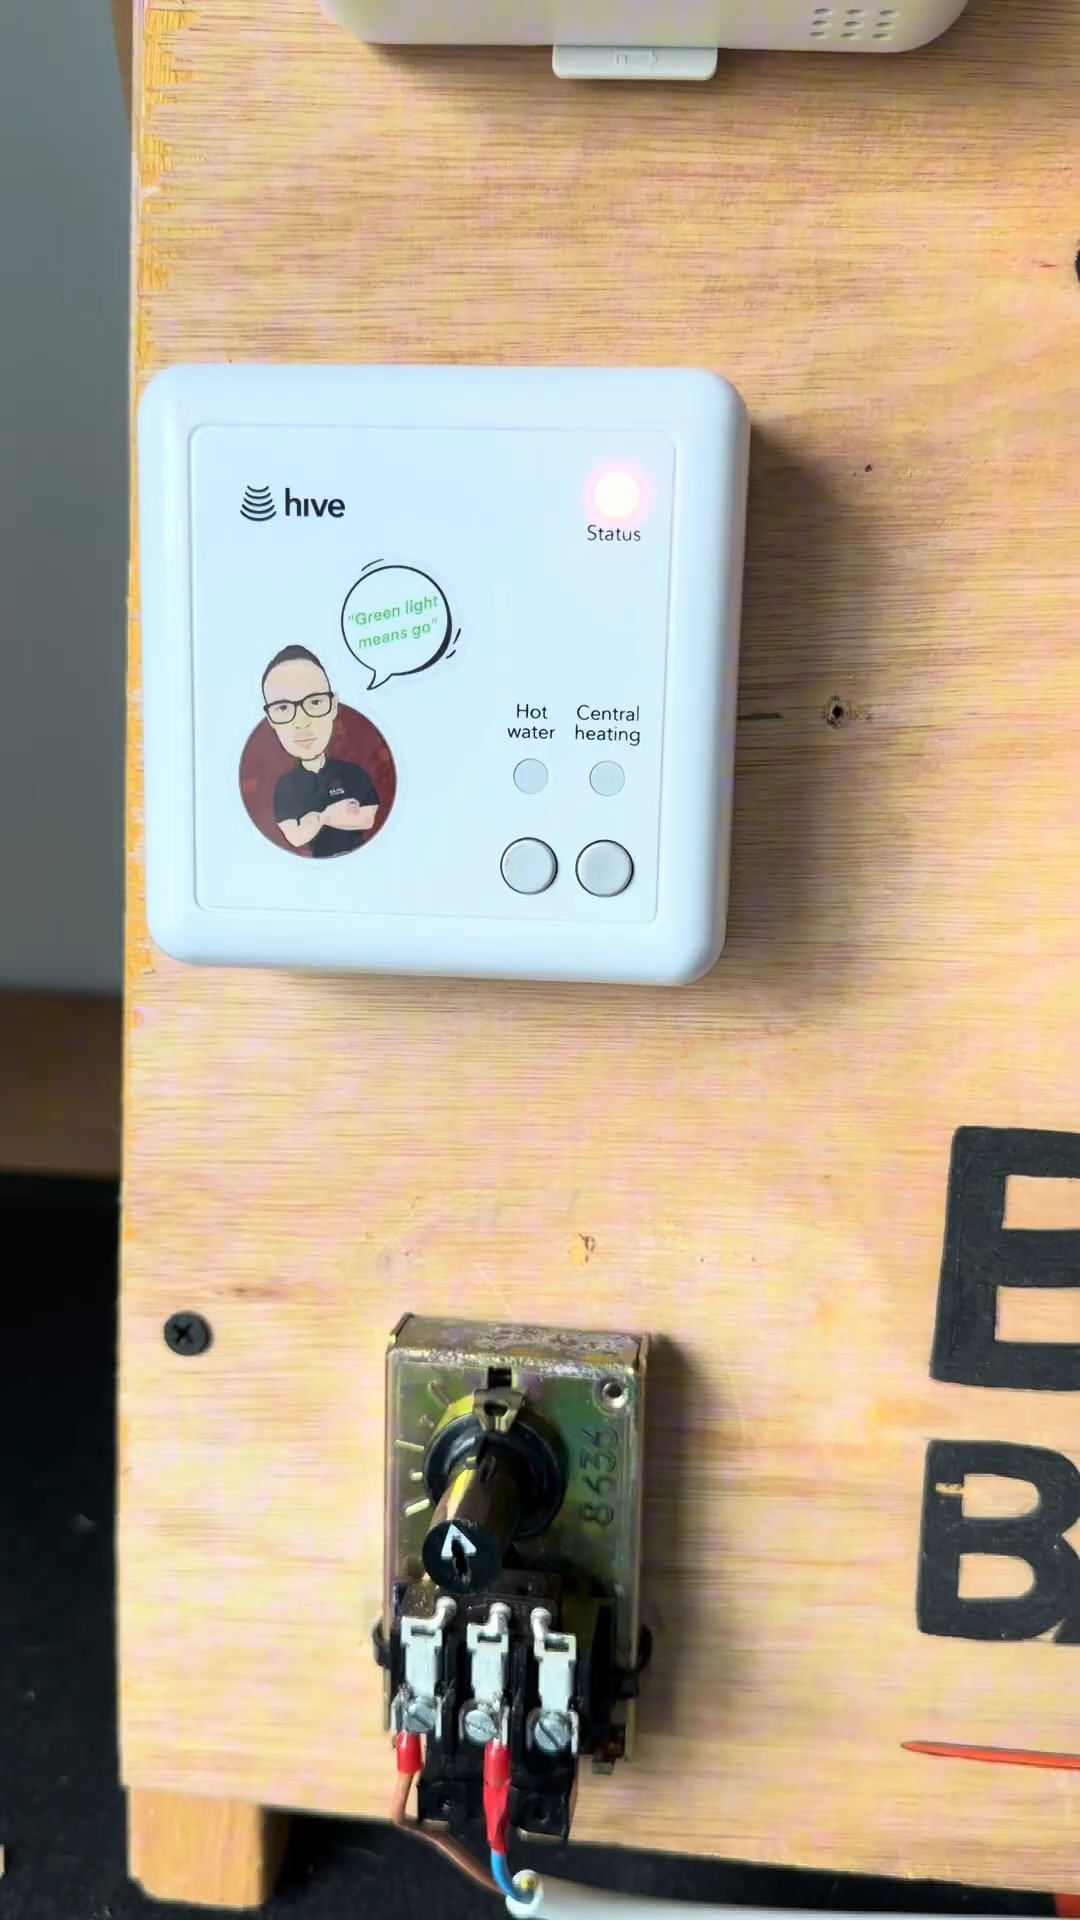 hive
Status
"Green light
means go"
Hot
water
Central
heating
8636
E
B